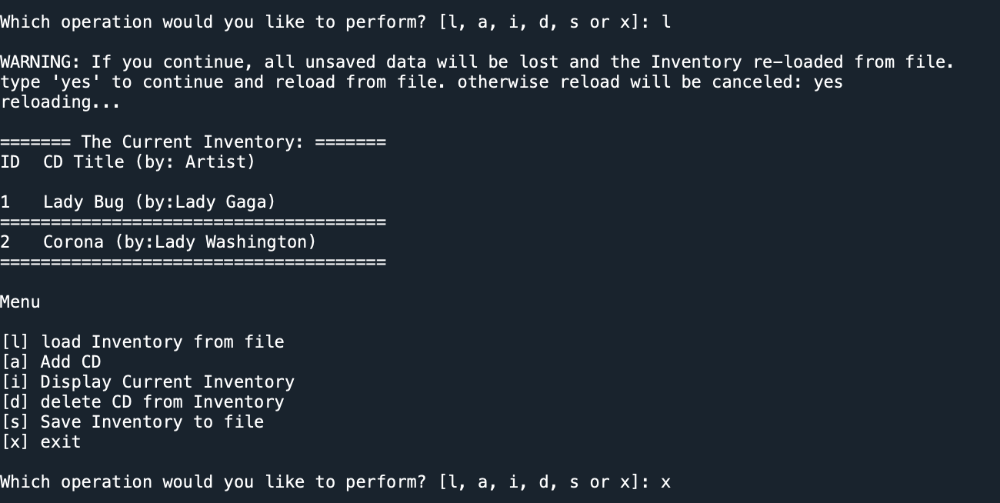 Which operation would you like to perform? [l, a, i, d, s or x]: l
WARNING: If you continue, all unsaved data will be lost and the Inventory re-loaded from file.
type 'yes' to continue and reload from file. otherwise reload will be canceled: yes
reloading...
======= The Current Inventory: =======
ID  CD Title (by: Artist)
1   Lady Bug (by:Lady Gaga)
======================================
2   Corona (by:Lady Washington)
======================================
Menu
[l] load Inventory from file
[a] Add CD
[i] Display Current Inventory
[d] delete CD from Inventory
[s] Save Inventory to file
[x] exit
Which operation would you like to perform? [l, a, i, d, s or x]: x